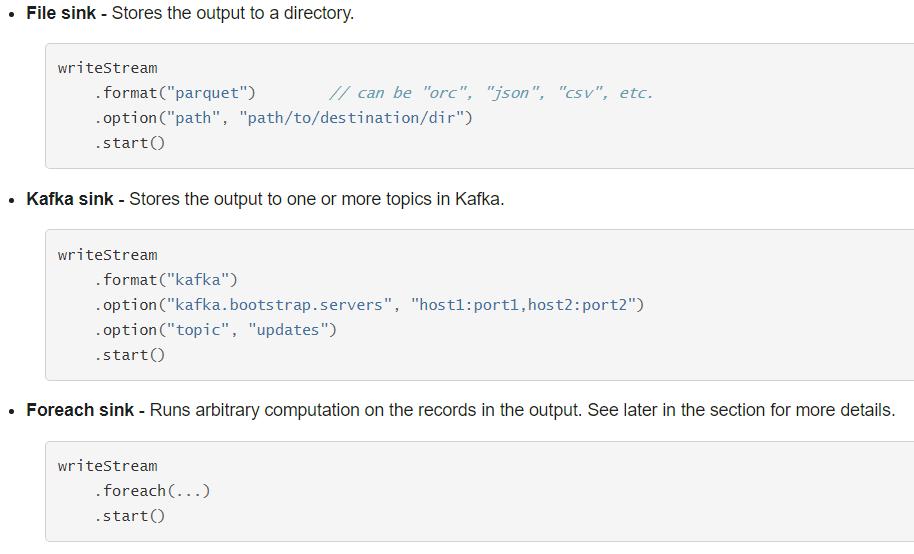 • File sink - Stores the output to a directory.
writeStream
    .format("parquet")        // can be "orc", "json", "csv", etc.
    .option("path", "path/to/destination/dir")
    .start()
• Kafka sink - Stores the output to one or more topics in Kafka.
writeStream
    .format("kafka")
    .option("kafka.bootstrap.servers", "host1:port1,host2:port2")
    .option("topic", "updates")
    .start()
• Foreach sink - Runs arbitrary computation on the records in the output. See later in the section for more details.
writeStream
    .foreach(...)
    .start()